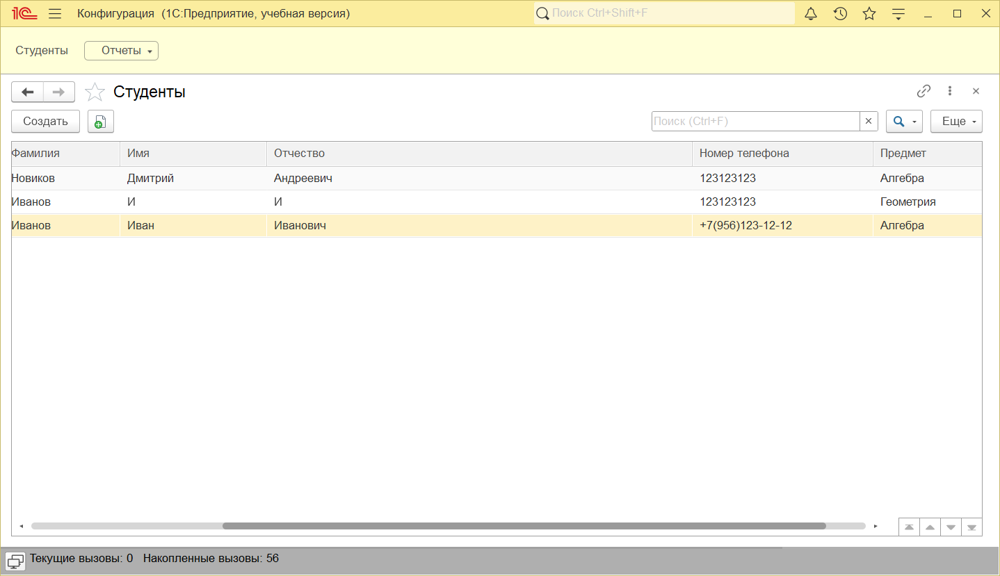 1С Конфигурация (1С:Предприятие, учебная версия) Поиск Ctrl+Shift+F
Студенты Отчеты
Студенты
Создать Поиск (Ctrl+F) × Еще
Фамилия Имя Отчество Номер телефона Предмет
Новиков Дмитрий Андреевич 123123123 Алгебра
Иванов И И 123123123 Геометрия
Иванов Иван Иванович +7(956)123-12-12 Алгебра
Текущие вызовы: 0 Накопленные вызовы: 56